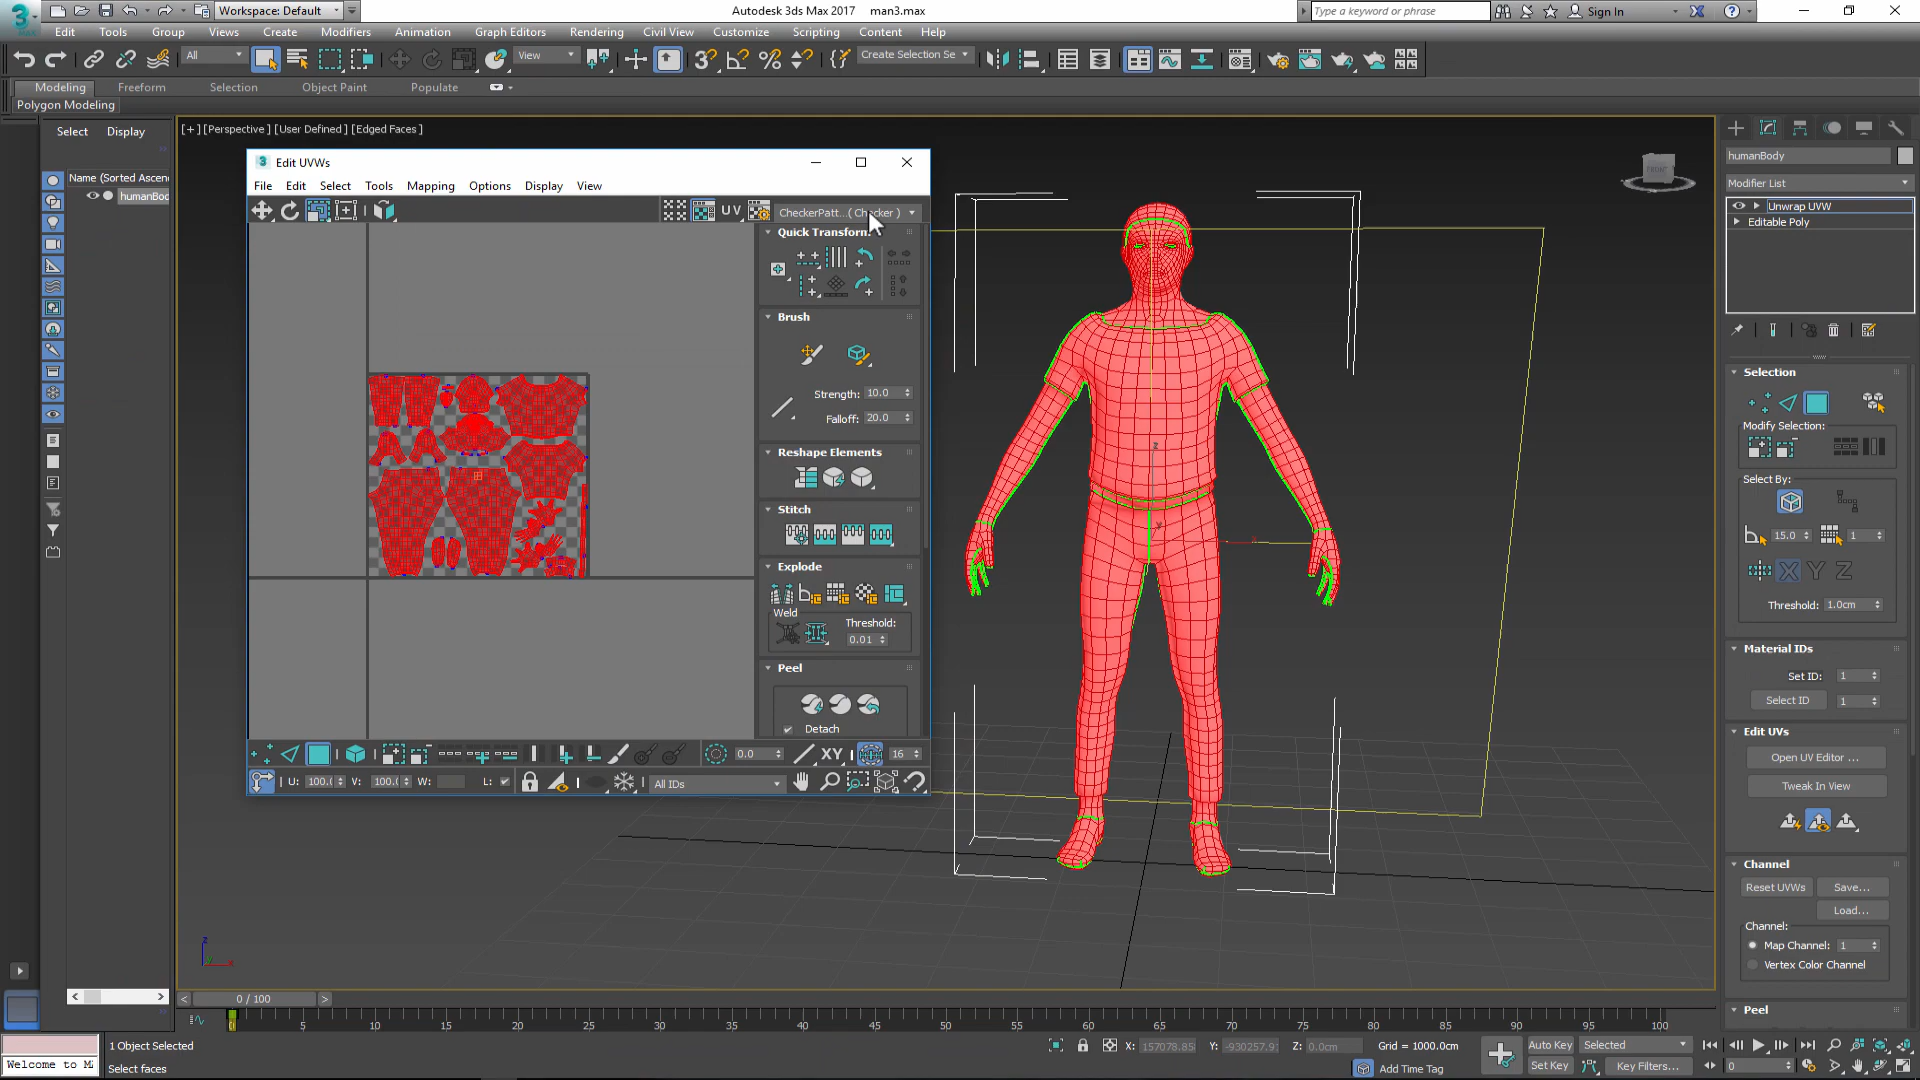 Workspace: Default
Autodesk 3ds Max 2017 man3.max
Type a keyword or phrase
Sign In
Edit Tools Group Views Create Modifiers Animation Graph Editors Rendering Civil View Customize Scripting Content Help
All
View
Create Selection Se
Modeling Freeform Selection Object Paint Populate
Polygon Modeling
Select Display
Name (Sorted Ascen
humanBod
[+] [Perspective ] [User Defined ] [Edged Faces ]
Edit UVWs
File Edit Select Tools Mapping Options Display View
UV CheckerPatt...( Checker )
Quick Transform
Brush
Strength: 10.0
Falloff: 20.0
Reshape Elements
Stitch
Explode
Weld
Threshold:
0.01
Peel
Detach
0.0 XY 16
U: 100.( V: 100.( W: L: All IDs
FRONT
humanBody
Modifier List
Unwrap UVW
Editable Poly
Selection
Modify Selection:
Select By:
15.0 1
X Y Z
Threshold: 1.0cm
Material IDs
Set ID: 1
Select ID 1
Edit UVs
Open UV Editor ...
Tweak In View
Channel
Reset UVWs Save...
Load...
Channel:
Map Channel: 1
Vertex Color Channel
Peel
z
x
0 / 100
5 10 15 20 25 30 35 40 45 50 55 60 65 70 75 80 85 90 95 100
Welcome to M
1 Object Selected
Select faces
X: 157078.85 Y: -930257.9 Z: 0.0cm Grid = 1000.0cm
Add Time Tag
Auto Key Selected
Set Key Key Filters...
0